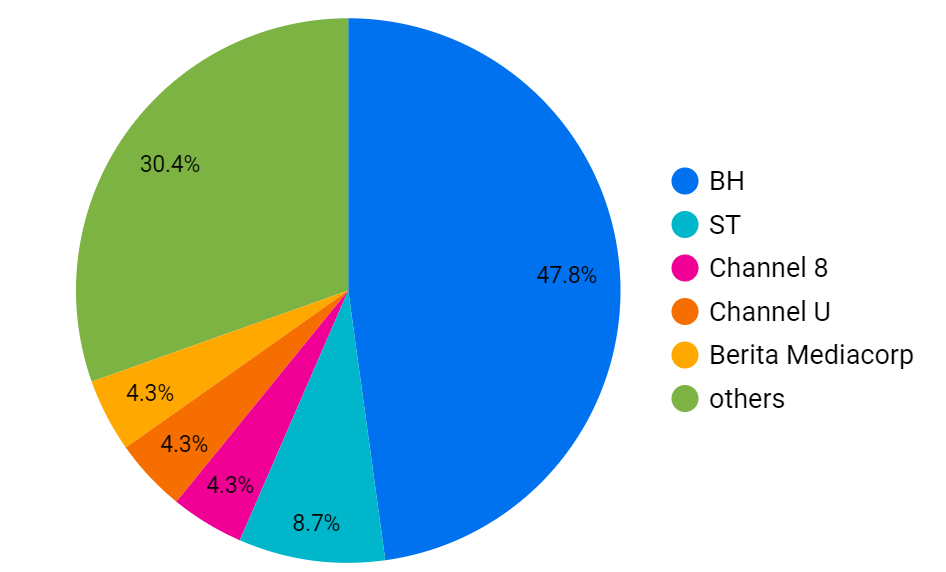 30.4%
47.8%
4.3%
4.3%
4.3%
8.7%
BH
ST
Channel 8
Channel U
Berita Mediacorp
others